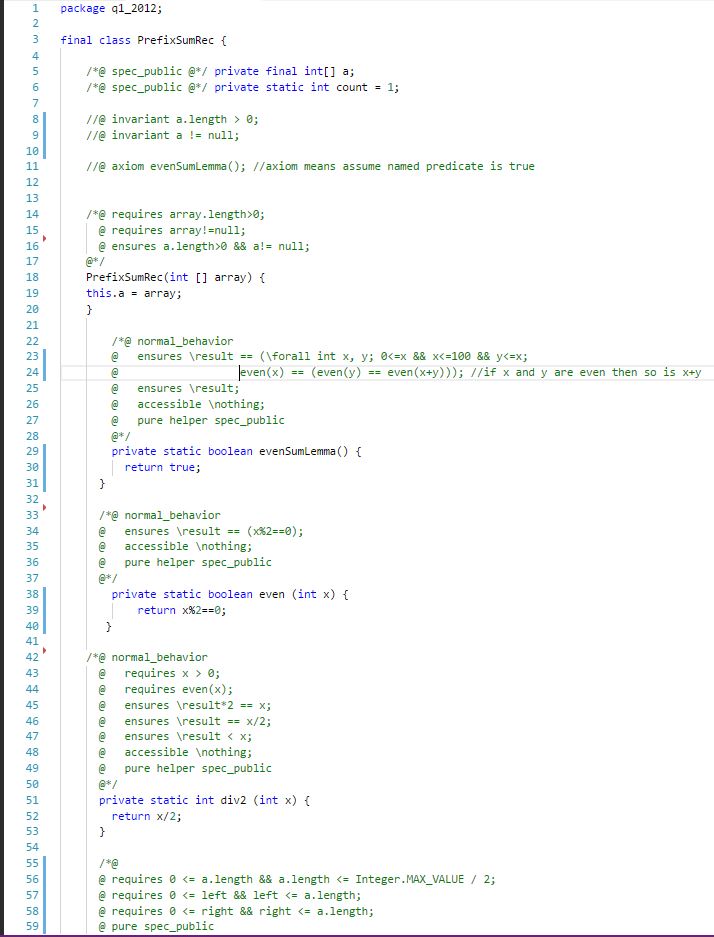 1 package q1_2012;
2
3 final class PrefixSumRec {
4
5 /*@ spec_public @*/ private final int[] a;
6 /*@ spec_public @*/ private static int count = 1;
7
8 //@ invariant a.length > 0;
9 //@ invariant a != null;
10
11 //@ axiom evenSumLemma(); //axiom means assume named predicate is true
12
13
14 /*@ requires array.length>0;
15 @ requires array!=null;
16 @ ensures a.length>0 && a!= null;
17 @*/
18 PrefixSumRec(int [] array) {
19 this.a = array;
20 }
21
22 /*@ normal_behavior
23 @ ensures \result == (\forall int x, y; 0<=x && x<=100 && y<=x;
24 @ even(x) == (even(y) == even(x+y))); //if x and y are even then so is x+y
25 @ ensures \result;
26 @ accessible \nothing;
27 @ pure helper spec_public
28 @*/
29 private static boolean evenSumLemma() {
30 return true;
31 }
32
33 /*@ normal_behavior
34 @ ensures \result == (x%2==0);
35 @ accessible \nothing;
36 @ pure helper spec_public
37 @*/
38 private static boolean even (int x) {
39 return x%2==0;
40 }
41
42 /*@ normal_behavior
43 @ requires x > 0;
44 @ requires even(x);
45 @ ensures \result*2 == x;
46 @ ensures \result == x/2;
47 @ ensures \result < x;
48 @ accessible \nothing;
49 @ pure helper spec_public
50 @*/
51 private static int div2 (int x) {
52 return x/2;
53 }
54
55 /*@
56 @ requires 0 <= a.length && a.length <= Integer.MAX_VALUE / 2;
57 @ requires 0 <= left && left <= a.length;
58 @ requires 0 <= right && right <= a.length;
59 @ pure spec_public